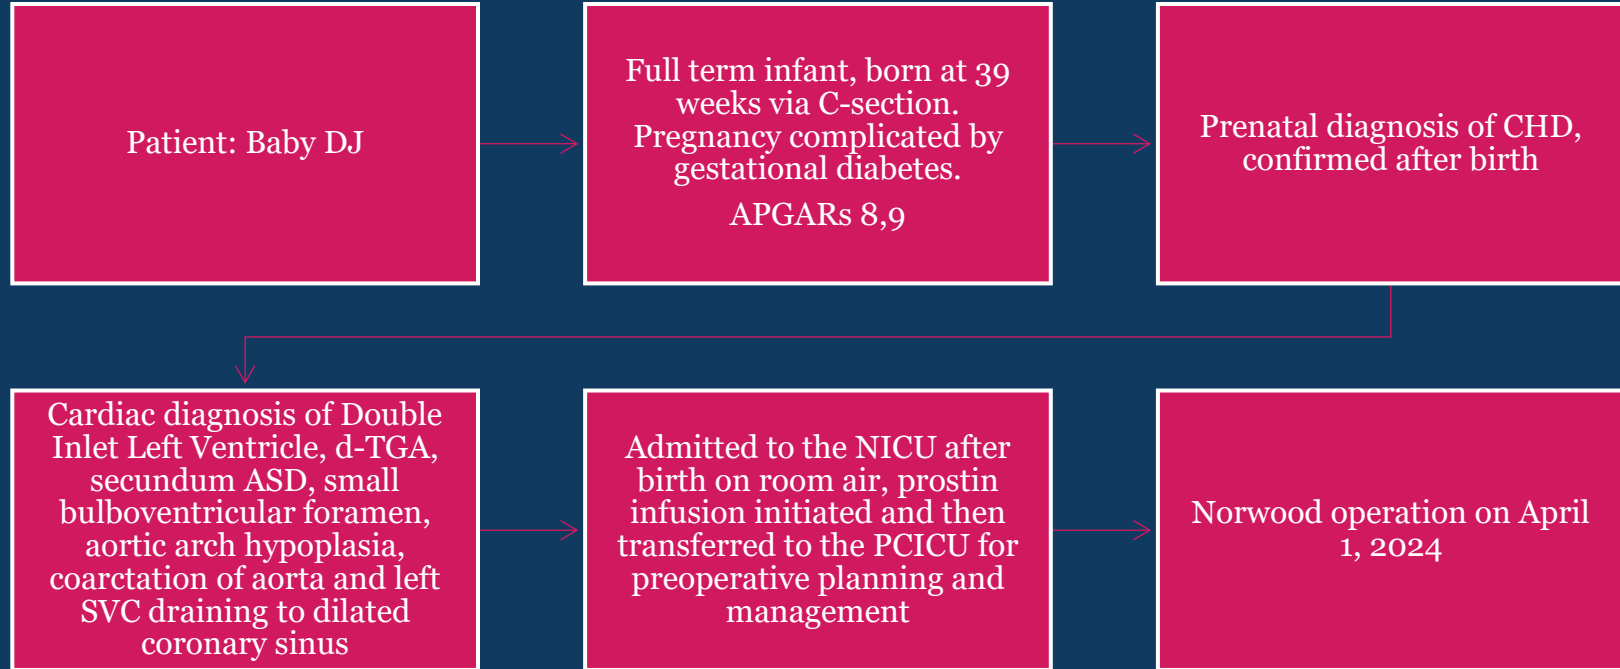 Patient: Baby DJ
Full term infant, born at 39
weeks via C-section.
Pregnancy complicated by
gestational diabetes.
APGARs 8,9
Prenatal diagnosis of CHD,
confirmed after birth
Cardiac diagnosis of Double
Inlet Left Ventricle, d-TGA,
secundum ASD, small
bulboventricular foramen,
aortic arch hypoplasia,
coarctation of aorta and left
SVC draining to dilated
coronary sinus
Admitted to the NICU after
birth on room air, prostin
infusion initiated and then
transferred to the PCICU for
preoperative planning and
management
Norwood operation on April
1, 2024